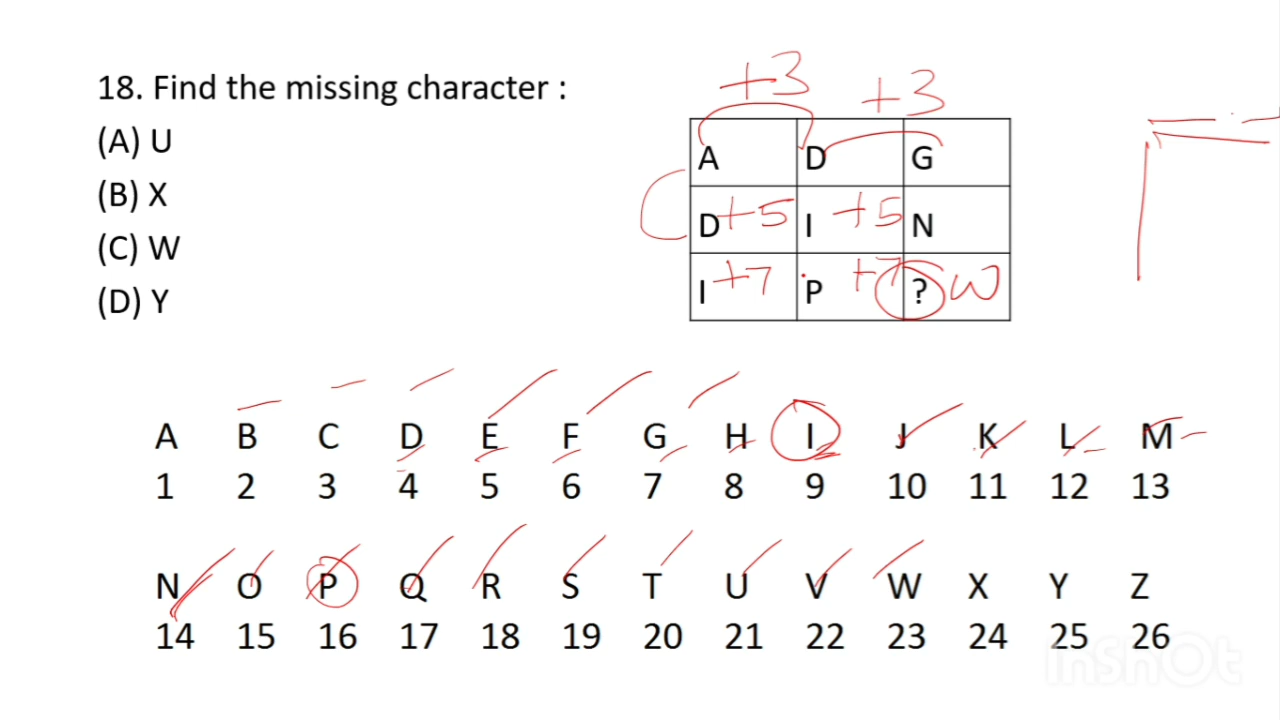 18. Find the missing character :
(A) U
(B) X
(C) W
(D) Y
+3 +3
A D G
D +5 I +5 N
I +7 P +7 ? W
A B C D E F G H I J K L M
1 2 3 4 5 6 7 8 9 10 11 12 13
N O P Q R S T U V W X Y Z
14 15 16 17 18 19 20 21 22 23 24 25 26
InShOt